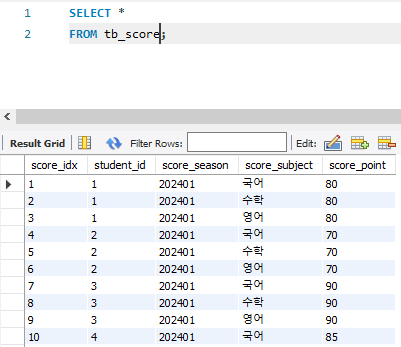 1 SELECT *
2 FROM tb_score;
Result Grid Filter Rows: Edit:
score_idx student_id score_season score_subject score_point
1 1 202401 국어 80
2 1 202401 수학 80
3 1 202401 영어 80
4 2 202401 국어 70
5 2 202401 수학 70
6 2 202401 영어 70
7 3 202401 국어 90
8 3 202401 수학 90
9 3 202401 영어 90
10 4 202401 국어 85